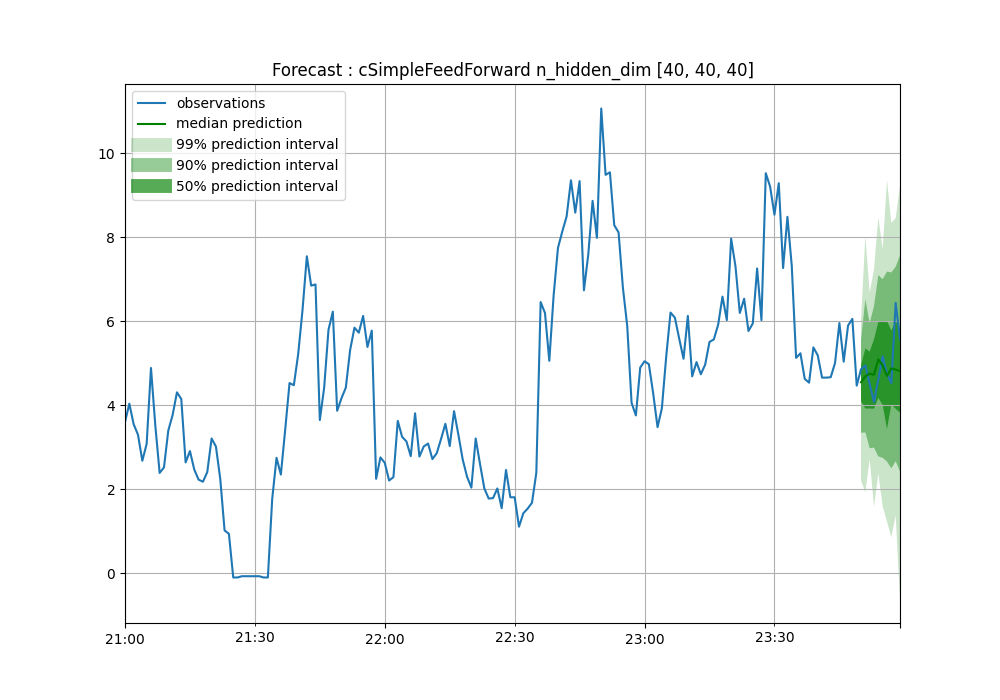 Forecast : cSimpleFeedForward n_hidden_dim [40, 40, 40]
observations
median prediction
99% prediction interval
90% prediction interval
50% prediction interval
10
8
6
4
2
0
21:00 21:30 22:00 22:30 23:00 23:30